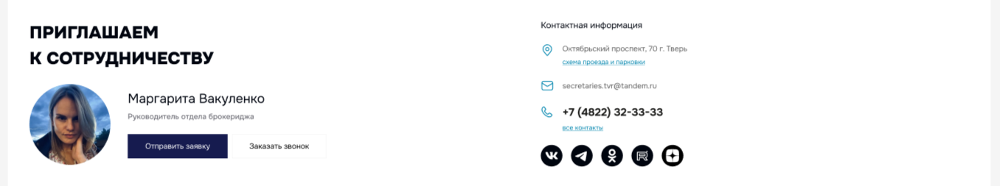 ПРИГЛАШАЕМ
К СОТРУДНИЧЕСТВУ
Маргарита Вакуленко
Руководитель отдела брокериджа
Отправить заявку
Заказать звонок
Контактная информация
Октябрьский проспект, 70 г. Тверь
схема проезда и парковки
secretaries.tvr@tandem.ru
+7 (4822) 32-33-33
все контакты